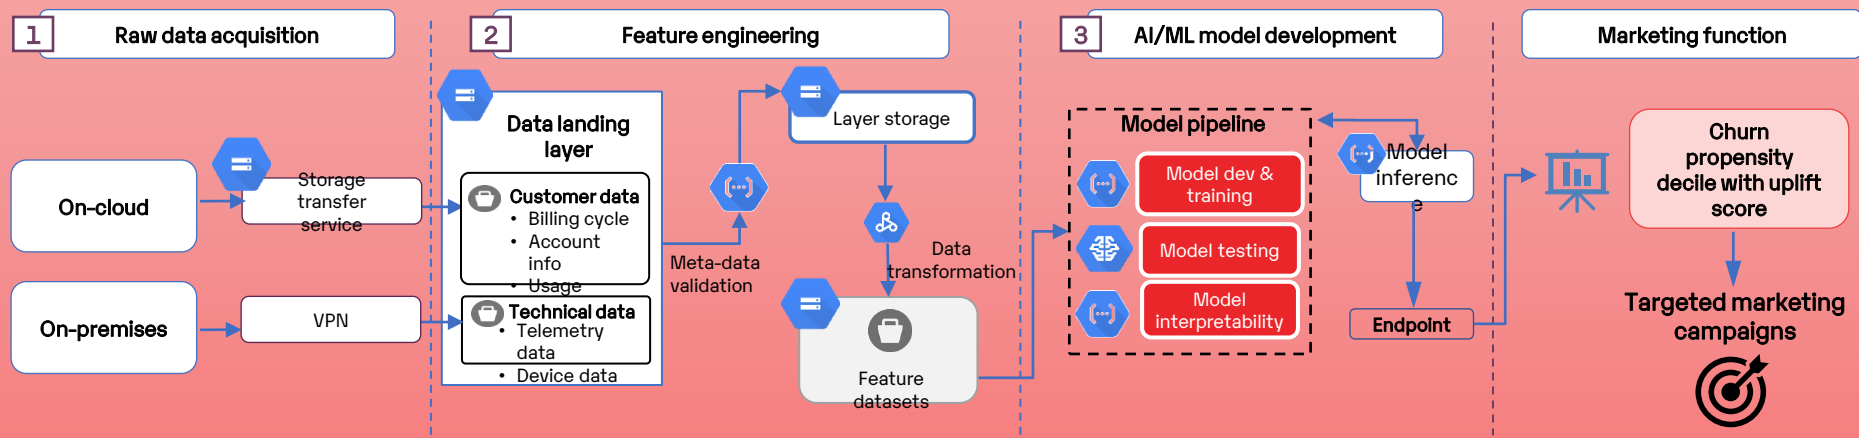 1
Raw data acquisition
2
Feature engineering
3
AI/ML model development
Marketing function
On-cloud
Storage
transfer
service
On-premises
VPN
Data landing
layer
Customer data
• Billing cycle
• Account
info
• Usage
Technical data
• Telemetry
data
• Device data
Meta-data
validation
Layer storage
Data
transformation
Feature
datasets
Model pipeline
Model dev &
training
Model testing
Model
interpretability
Model
inferenc
e
Endpoint
Churn
propensity
decile with uplift
score
Targeted marketing
campaigns